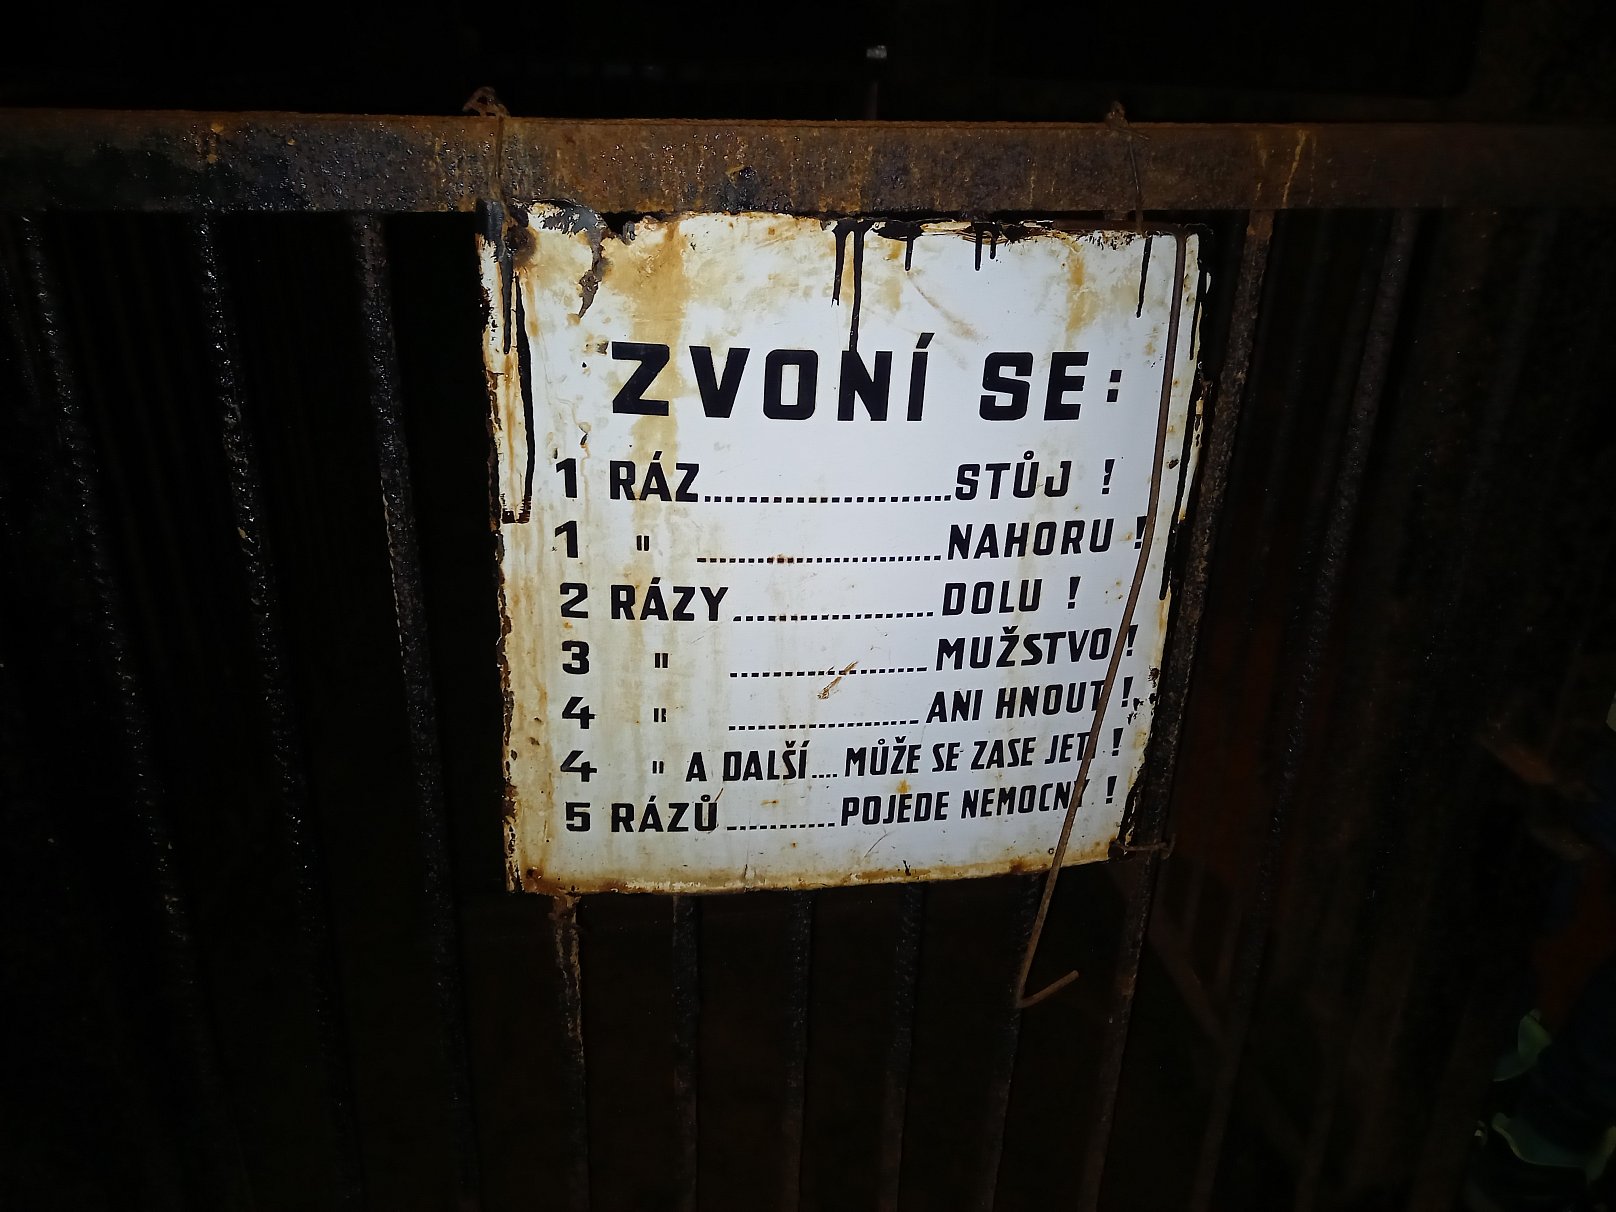 ZVONÍ SE:
1 RÁZ........................STŮJ !
1 " ........................NAHORU !
2 RÁZY....................DOLU !
3 " ....................MUŽSTVO !
4 " ....................ANI HNOUT !
4 " A DALŠÍ....MŮŽE SE ZASE JET !
5 RÁZŮ............POJEDE NEMOCNÝ !